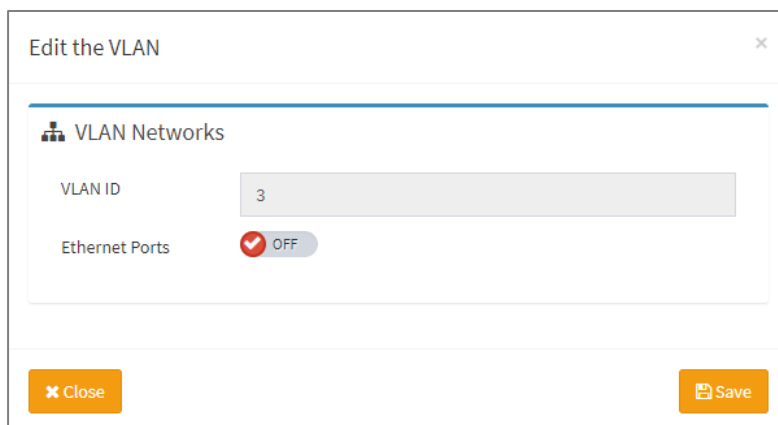 Edit the VLAN
×
VLAN Networks
VLAN ID
3
Ethernet Ports
OFF
Close
Save